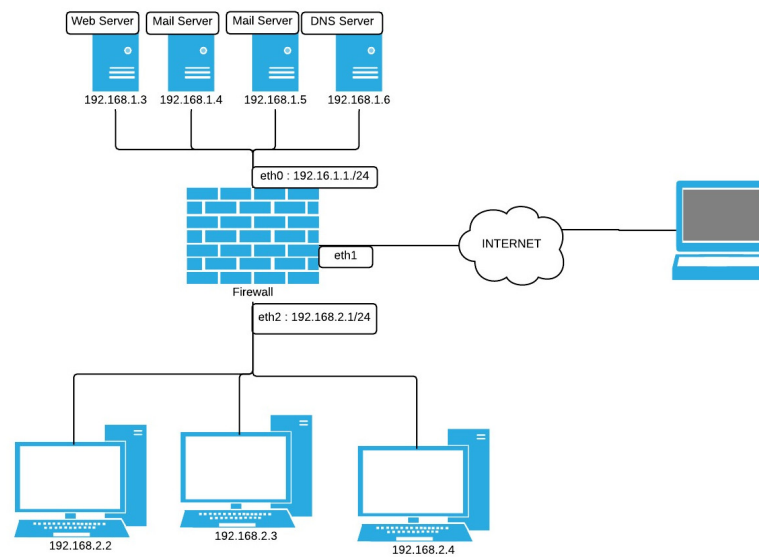 Web Server
Mail Server
Mail Server
DNS Server
192.168.1.3
192.168.1.4
192.168.1.5
192.168.1.6
eth0 : 192.16.1.1./24
eth1
INTERNET
Firewall
eth2 : 192.168.2.1/24
192.168.2.2
192.168.2.3
192.168.2.4